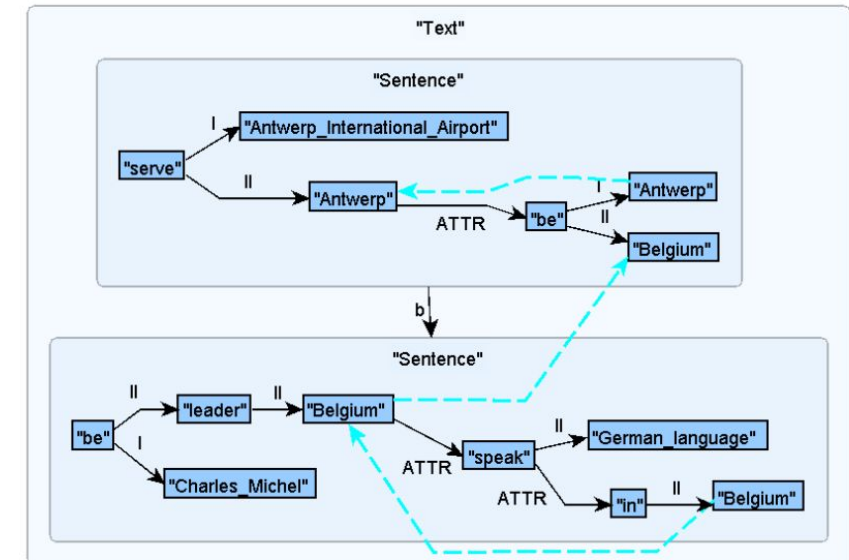 "Text"
"Sentence"
I
"Antwerp_International_Airport"
"serve"
II
"Antwerp"
ATTR
"be"
I
"Antwerp"
II
"Belgium"
b
"Sentence"
"be"
II
"leader"
II
"Belgium"
I
"Charles_Michel"
ATTR
"speak"
II
"German_language"
ATTR
"in"
II
"Belgium"